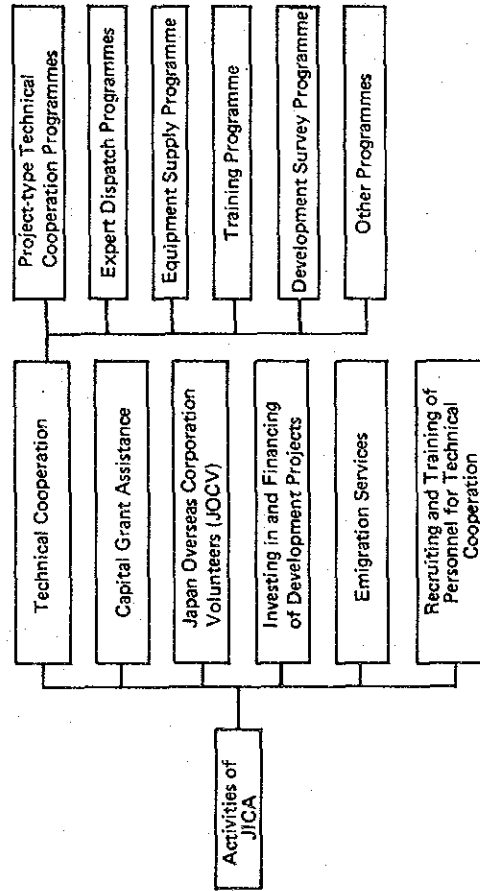 Activities of
JICA
Technical Cooperation
Capital Grant Assistance
Japan Overseas Corporation
Volunteers (JOCV)
Investing in and Financing
of Development Projects
Emigration Services
Recruiting and Training of
Personnel for Technical
Cooperation
Project-type Technical
Cooperation Programmes
Expert Dispatch Programmes
Equipment Supply Programme
Training Programme
Development Survey Programme
Other Programmes